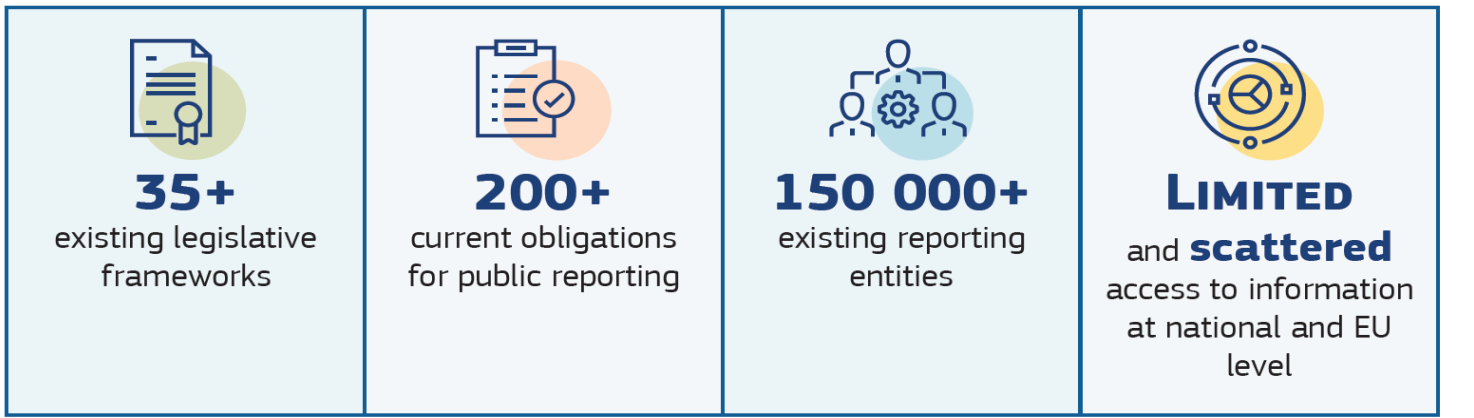 35+
existing legislative
frameworks
200+
current obligations
for public reporting
150 000+
existing reporting
entities
LIMITED
and scattered
access to information
at national and EU
level